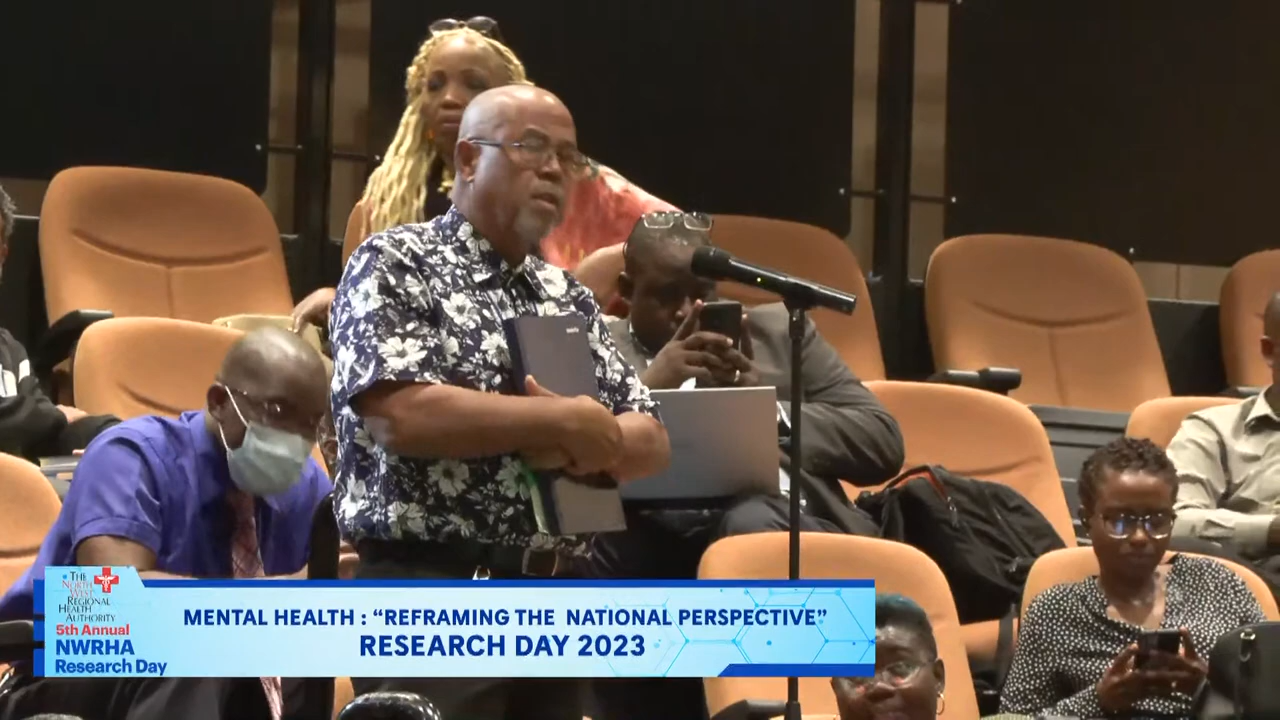 THE
NORTH
WEST
REGIONAL
HEALTH
AUTHORITY
5th Annual
NWRHA
Research Day
MENTAL HEALTH : “REFRAMING THE NATIONAL PERSPECTIVE”
RESEARCH DAY 2023